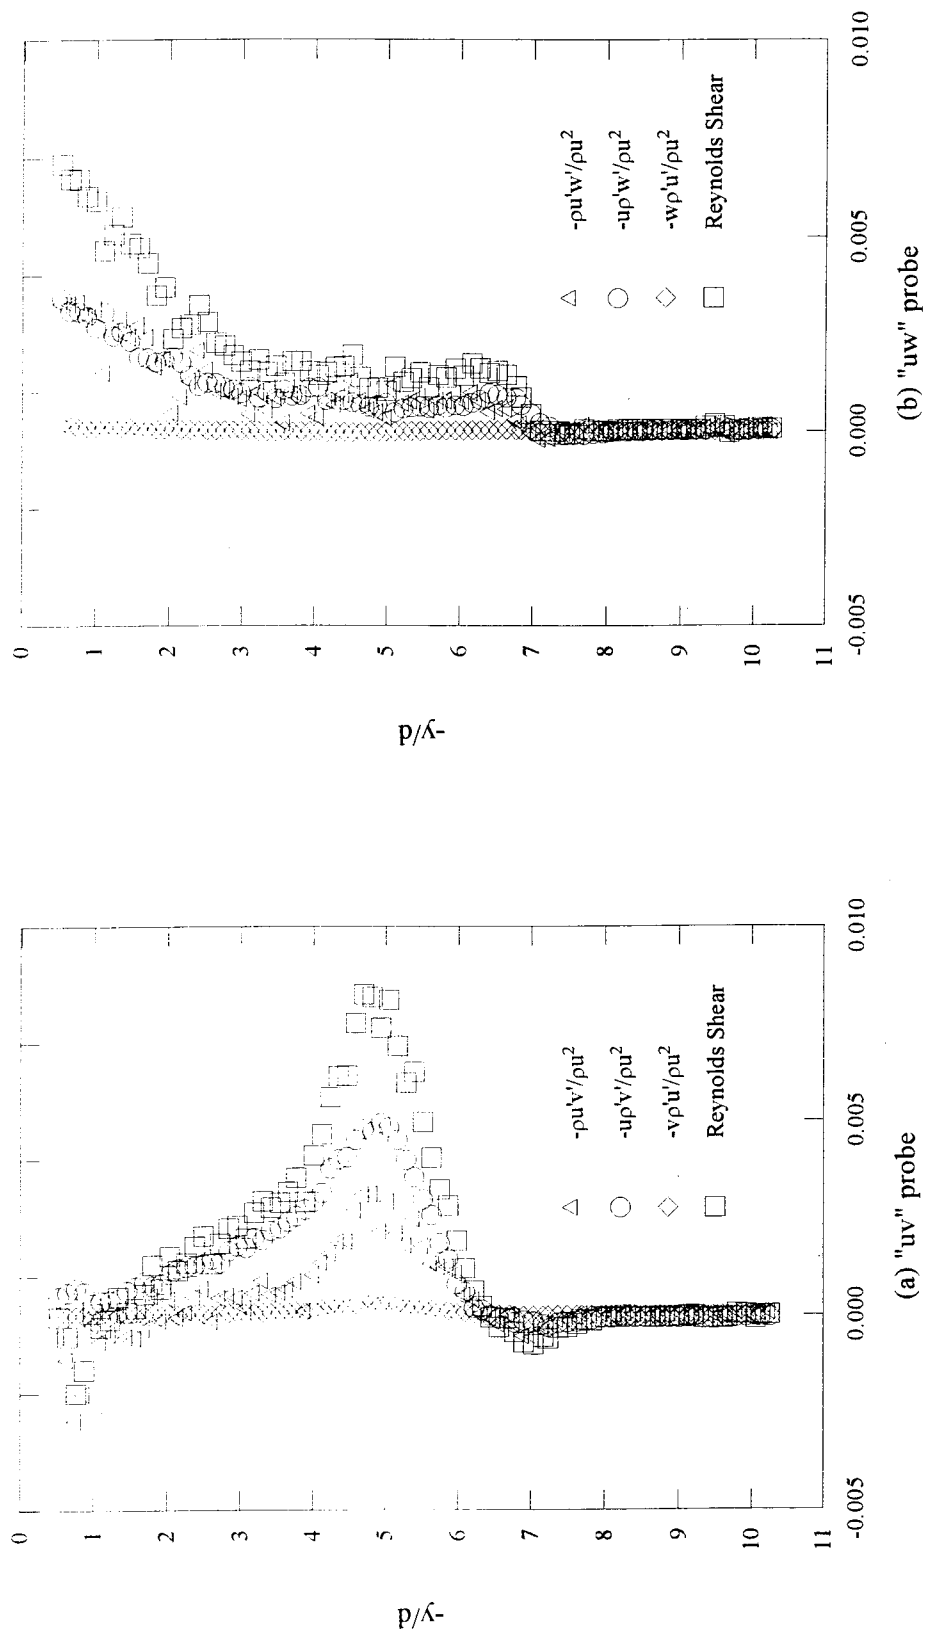 0
1
2
3
4
5
6
7
8
9
10
11
-y/d
-0.005
0.000
0.005
0.010
-ρu'v'/ρu²
-uρ'v'/ρu²
-vρ'u'/ρu²
Reynolds Shear
(a) "uv" probe
0
1
2
3
4
5
6
7
8
9
10
11
-y/d
-0.005
0.000
0.005
0.010
-ρu'w'/ρu²
-uρ'w'/ρu²
-wρ'u'/ρu²
Reynolds Shear
(b) "uw" probe